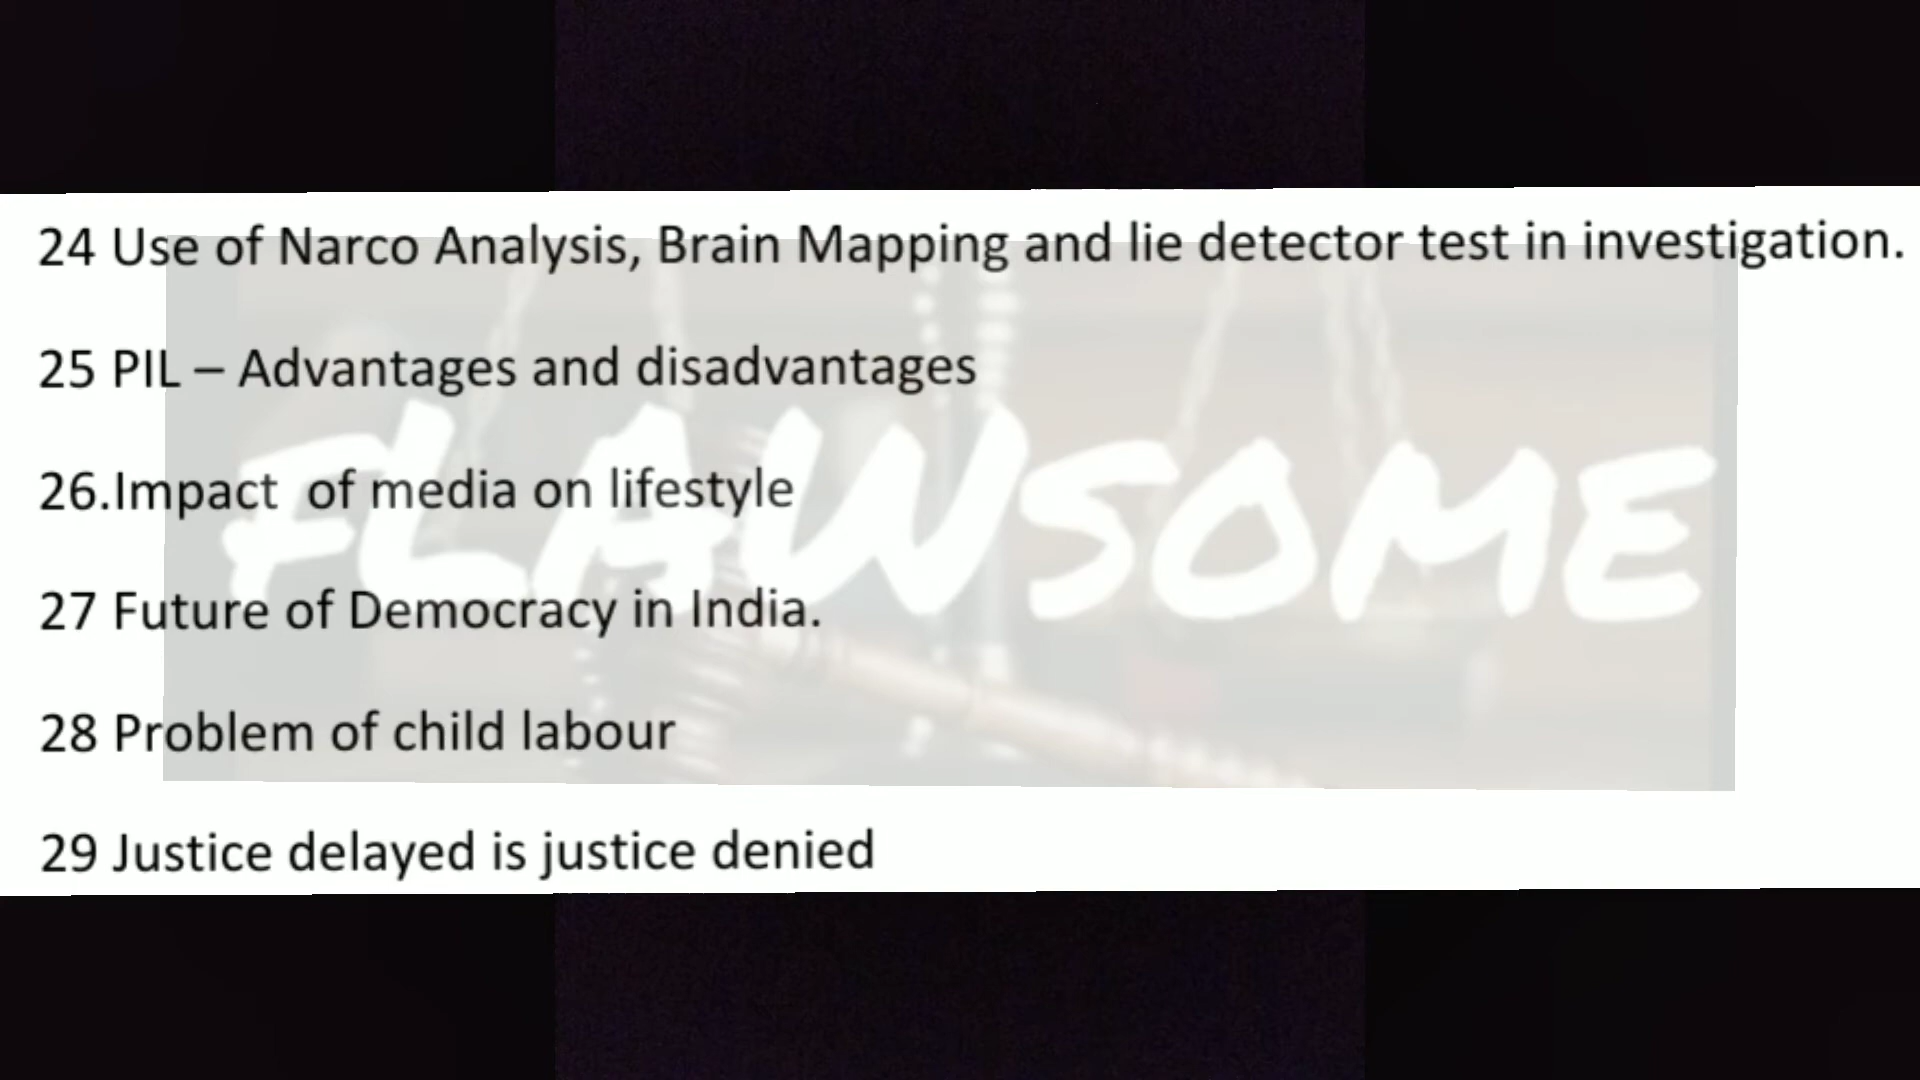 24 Use of Narco Analysis, Brain Mapping and lie detector test in investigation.
25 PIL – Advantages and disadvantages
26.Impact  of media on lifestyle
FLAWSOME
27 Future of Democracy in India.
28 Problem of child labour
29 Justice delayed is justice denied